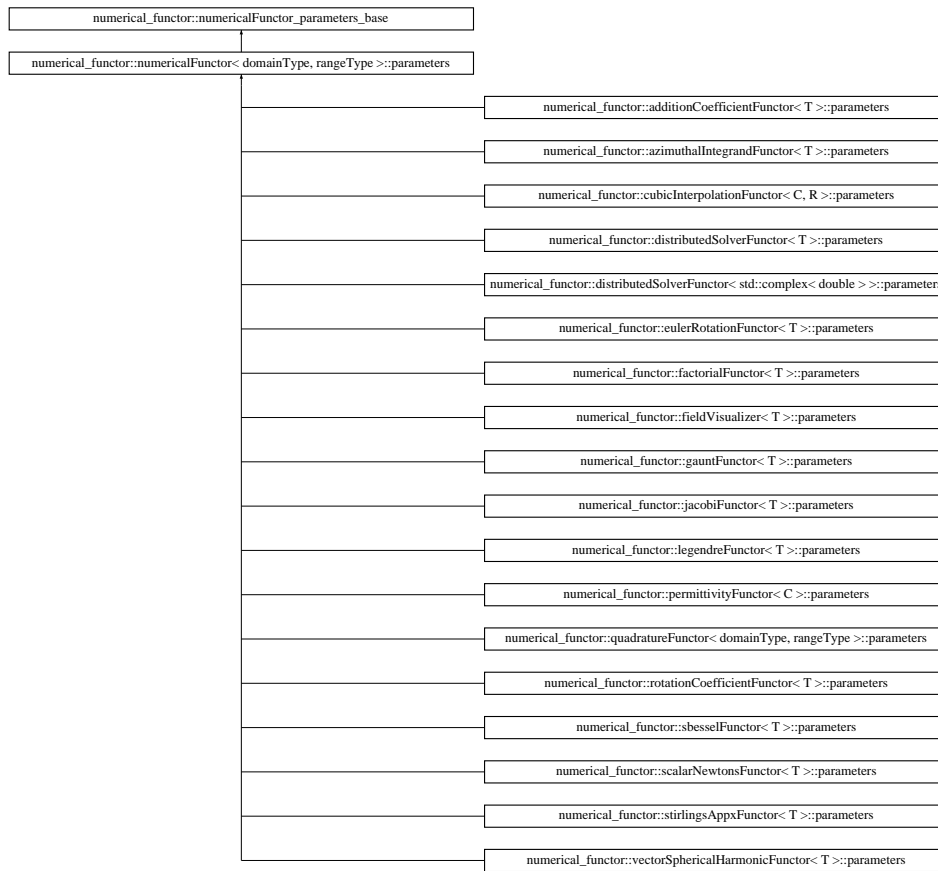 numerical_functor::numericalFunctor_parameters_base
numerical_functor::numericalFunctor< domainType, rangeType >::parameters
numerical_functor::additionCoefficientFunctor< T >::parameters
numerical_functor::azimuthalIntegrandFunctor< T >::parameters
numerical_functor::cubicInterpolationFunctor< C, R >::parameters
numerical_functor::distributedSolverFunctor< T >::parameters
numerical_functor::distributedSolverFunctor< std::complex< double > >::parameters
numerical_functor::eulerRotationFunctor< T >::parameters
numerical_functor::factorialFunctor< T >::parameters
numerical_functor::fieldVisualizer< T >::parameters
numerical_functor::gauntFunctor< T >::parameters
numerical_functor::jacobiFunctor< T >::parameters
numerical_functor::legendreFunctor< T >::parameters
numerical_functor::permittivityFunctor< C >::parameters
numerical_functor::quadratureFunctor< domainType, rangeType >::parameters
numerical_functor::rotationCoefficientFunctor< T >::parameters
numerical_functor::sbesselFunctor< T >::parameters
numerical_functor::scalarNewtonsFunctor< T >::parameters
numerical_functor::stirlingsAppxFunctor< T >::parameters
numerical_functor::vectorSphericalHarmonicFunctor< T >::parameters